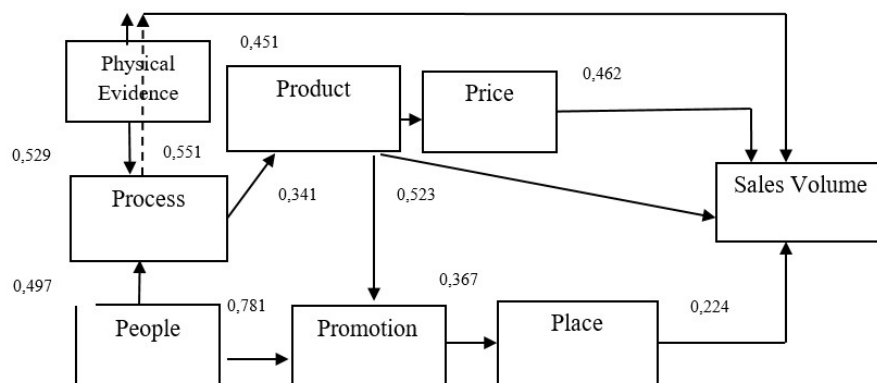 0,451
Physical
Evidence
Product
Price
0,462
0,529
0,551
Process
0,341
0,523
Sales Volume
0,497
0,781
0,367
People
Promotion
Place
0,224